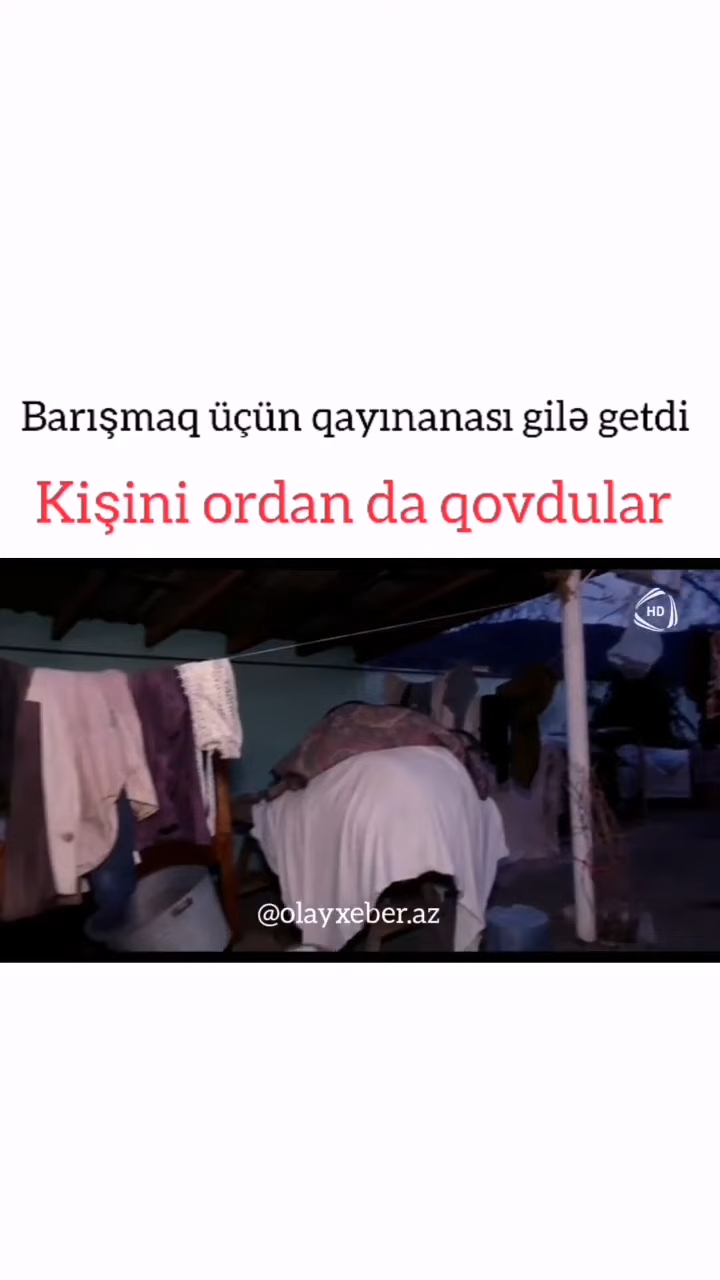 Barışmaq üçün qayınanası gilə getdi
Kişini ordan da qovdular
HD
@olayxeber.az